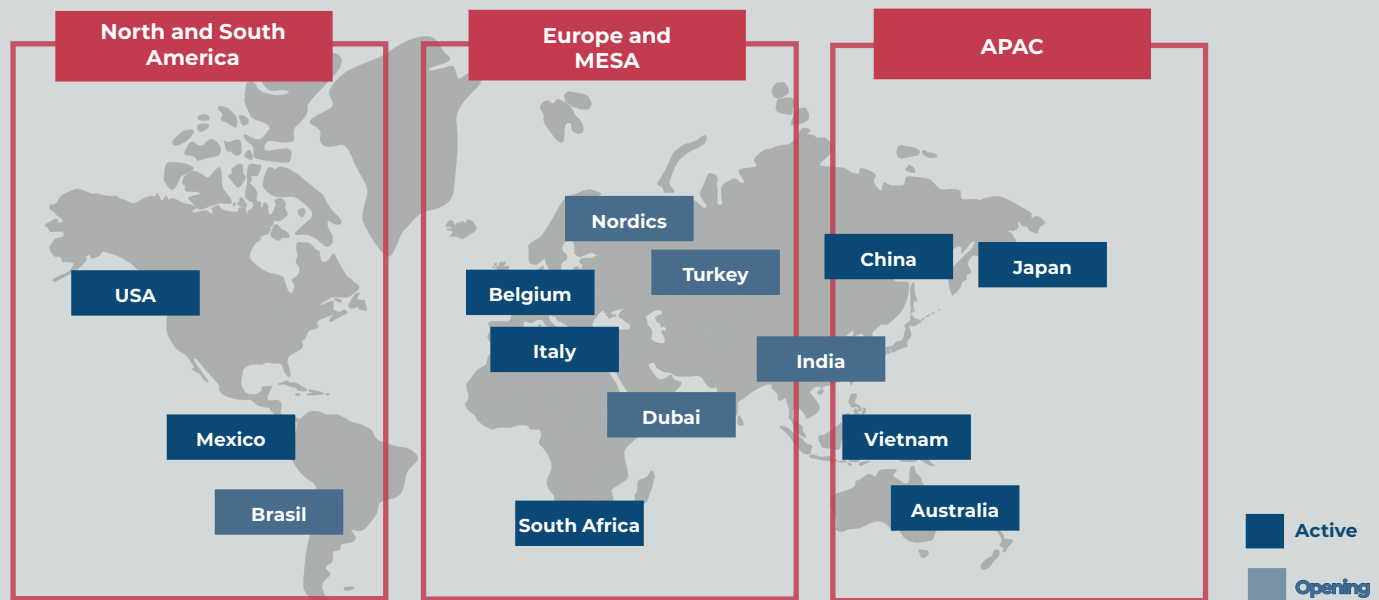 North and South
America
Europe and
MESA
APAC
Nordics
Turkey
China
Japan
USA
Belgium
Italy
India
Dubai
Mexico
Vietnam
Brasil
South Africa
Australia
Active
Opening